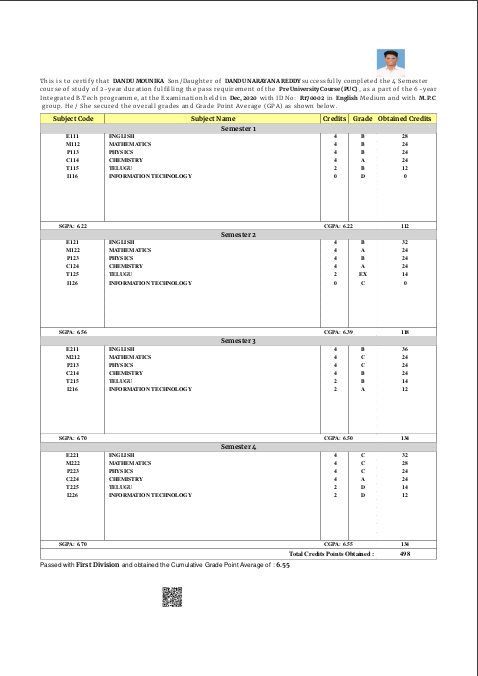 This is to certify that DANDU MOUNIKA Son/Daughter of DANDU NARAYANA REDDY successfully completed the 4 Semester
course of study of 2-year duration fulfilling the pass requirement of the Pre University Course (PUC), as a part of the 6 -year
Integrated B.Tech programme, at the Examination held in Dec, 2020 with ID No: RJ70002 in English Medium and with M.P.C
group. He / She secured the overall grades and Grade Point Average (GPA) as shown below.
Subject Code Subject Name Credits Grade Obtained Credits
Semester 1
E111 ENGLISH 4 B 28
M112 MATHEMATICS 4 B 24
P113 PHYSICS 4 B 24
C114 CHEMISTRY 4 A 24
T115 TELUGU 2 B 12
I116 INFORMATION TECHNOLOGY 0 D 0
SGPA: 6.22 CGPA: 6.22 112
Semester 2
E121 ENGLISH 4 B 32
M122 MATHEMATICS 4 A 24
P123 PHYSICS 4 B 24
C124 CHEMISTRY 4 A 24
T125 TELUGU 2 EX 14
I126 INFORMATION TECHNOLOGY 0 C 0
SGPA: 6.56 CGPA: 6.39 118
Semester 3
E211 ENGLISH 4 B 36
M212 MATHEMATICS 4 C 24
P213 PHYSICS 4 C 24
C214 CHEMISTRY 4 B 24
T215 TELUGU 2 B 14
I216 INFORMATION TECHNOLOGY 2 A 12
SGPA: 6.70 CGPA: 6.50 134
Semester 4
E221 ENGLISH 4 C 32
M222 MATHEMATICS 4 C 28
P223 PHYSICS 4 C 24
C224 CHEMISTRY 4 A 24
T225 TELUGU 2 D 14
I226 INFORMATION TECHNOLOGY 2 D 12
SGPA: 6.70 CGPA: 6.55 134
Total Credits Points Obtained : 498
Passed with First Division and obtained the Cumulative Grade Point Average of : 6.55